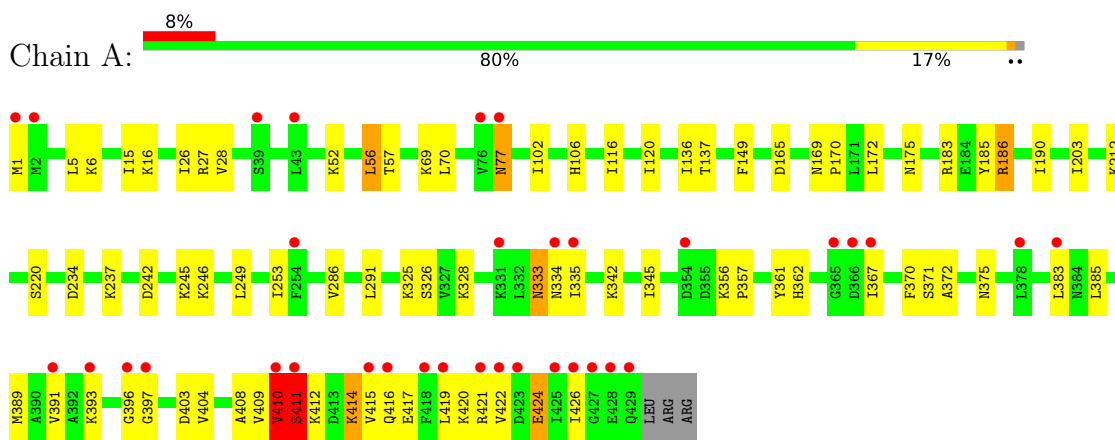 8%
Chain A:
80% 17% ••
M1 M2 L5 K6 I15 K16 I26 R27 V28 S39 L43 K52 L56 T57 K69 L70 V76 N77 I102 H106 I116 I120 I136 T137 F149 D165 N169 P170 L171 L172 N175 R183 E184 Y185 R186 I190 I203 K212
S220 D234 K237 D242 K245 K246 L249 I253 F254 V286 L291 K325 S326 V327 K328 K331 L332 N333 N334 I335 K342 I345 D354 D355 K356 P357 Y361 H362 G365 D366 I367 F370 S371 A372 N375 L378 L383 N384 L385
M389 A390 V391 A392 K393 G396 G397 D403 V404 A408 V409 V410 S411 K412 D413 K414 V415 Q416 E417 F418 L419 K420 R421 V422 D423 E424 I425 I426 G427 E428 Q429 LEU ARG ARG